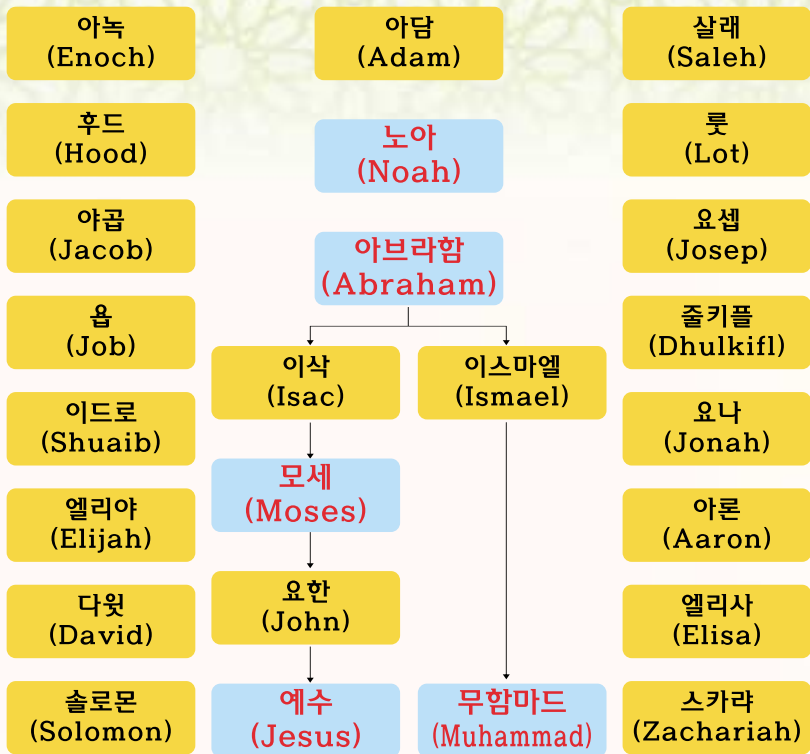 아녹
(Enoch)
아담
(Adam)
살래
(Saleh)
후드
(Hood)
노아
(Noah)
룻
(Lot)
야곱
(Jacob)
아브라함
(Abraham)
요셉
(Josep)
욥
(Job)
이삭
(Isac)
이스마엘
(Ismael)
줄키플
(Dhulkifl)
이드로
(Shuaib)
모세
(Moses)
요나
(Jonah)
엘리야
(Elijah)
아론
(Aaron)
다윗
(David)
요한
(John)
엘리사
(Elisa)
솔로몬
(Solomon)
예수
(Jesus)
무함마드
(Muhammad)
스카랴
(Zachariah)